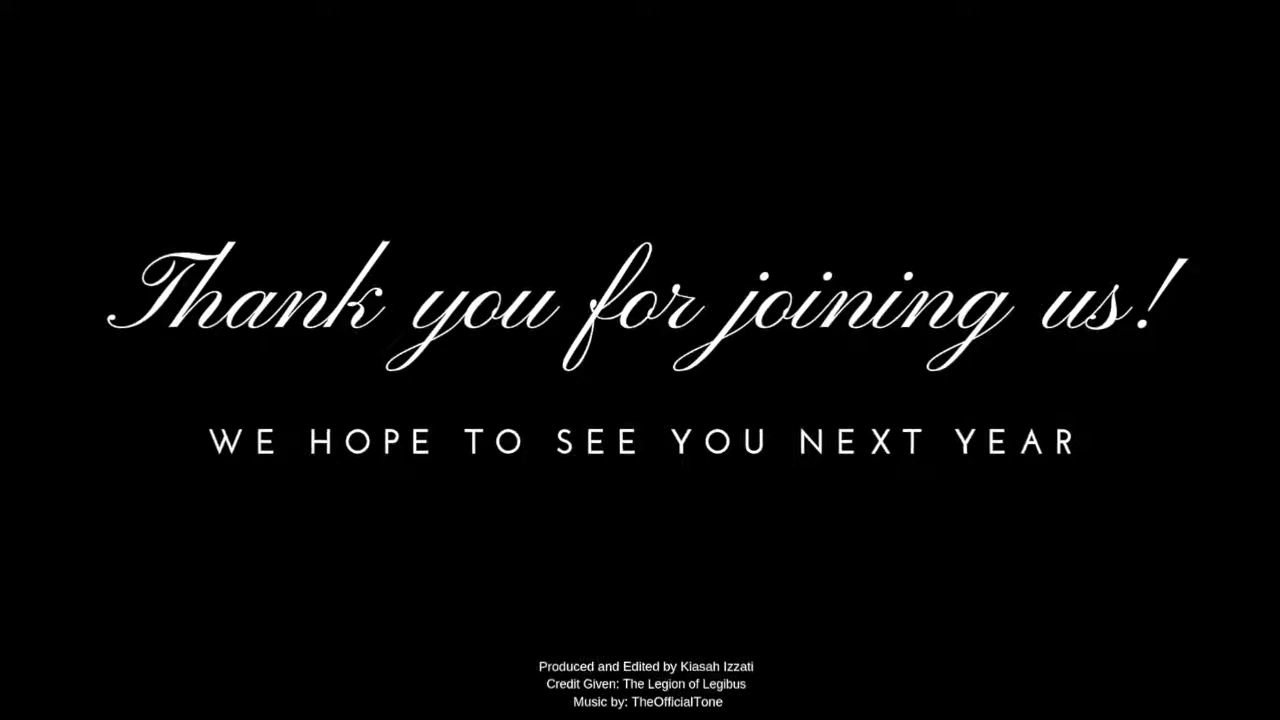 Thank you for joining us!
WE HOPE TO SEE YOU NEXT YEAR
Produced and Edited by Kiasah Izzati
Credit Given: The Legion of Legibus
Music by: TheOfficialTone